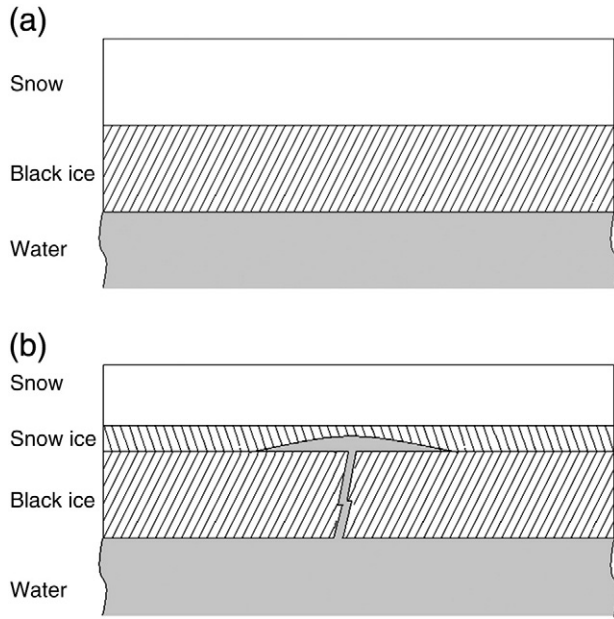 (a)
Snow
Black ice
Water
(b)
Snow
Snow ice
Black ice
Water